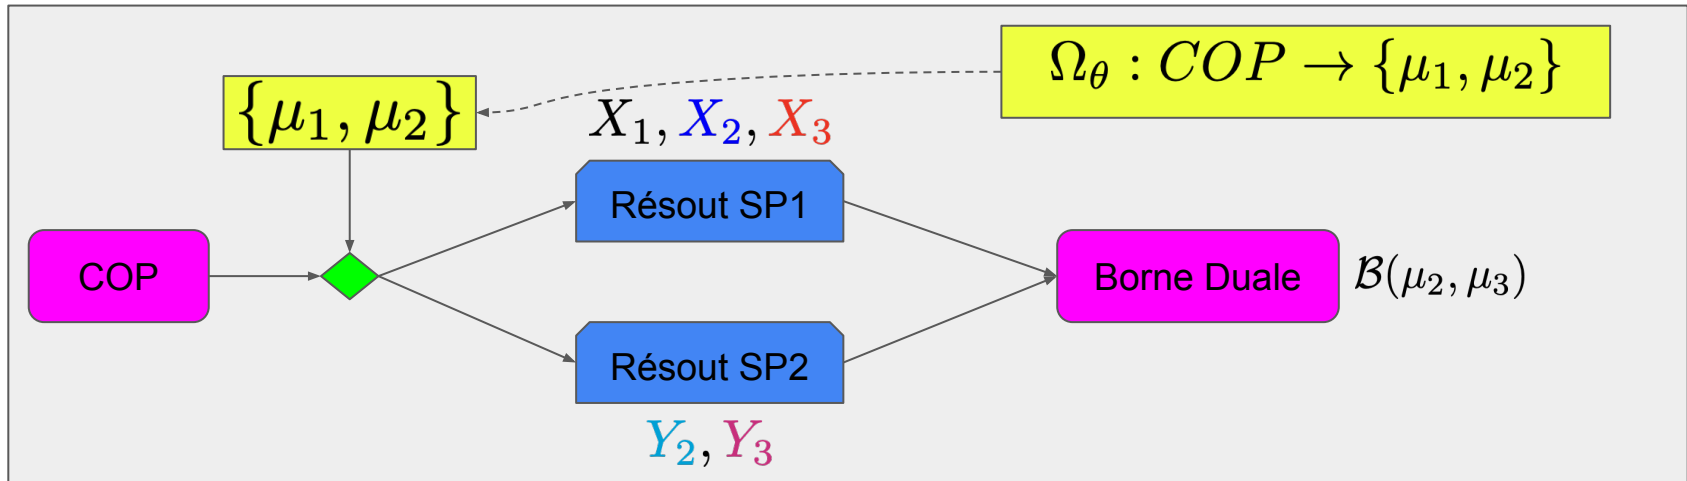 Ω_θ : COP → {μ₁, μ₂}
{μ₁, μ₂}
X₁, X₂, X₃
Résout SP1
COP
Borne Duale
ℬ(μ₂, μ₃)
Résout SP2
Y₂, Y₃